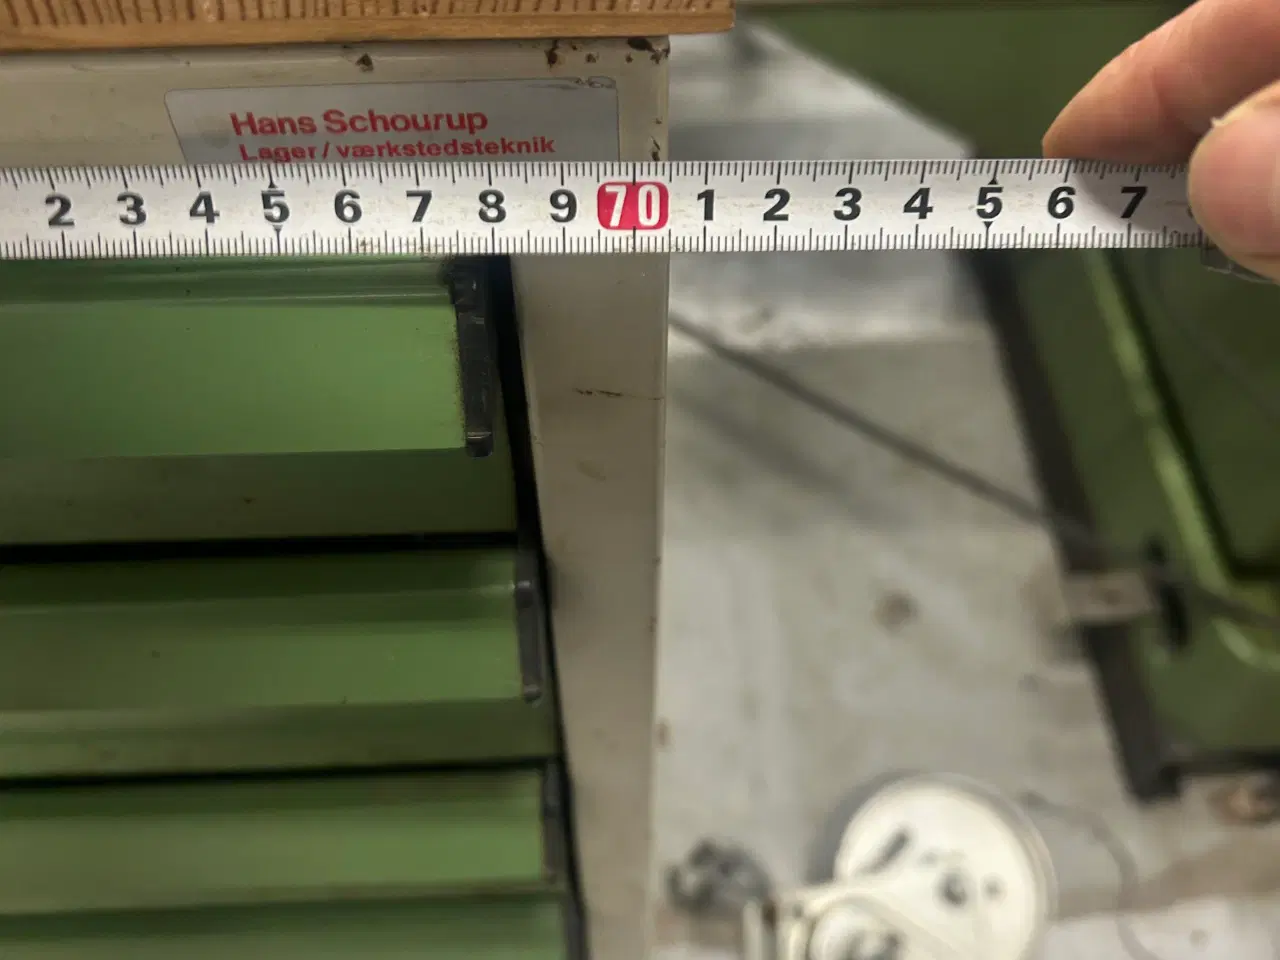 Hans Schourup
Lager/værkstedsteknik
2 3 4 5 6 7 8 9 70 1 2 3 4 5 6 7